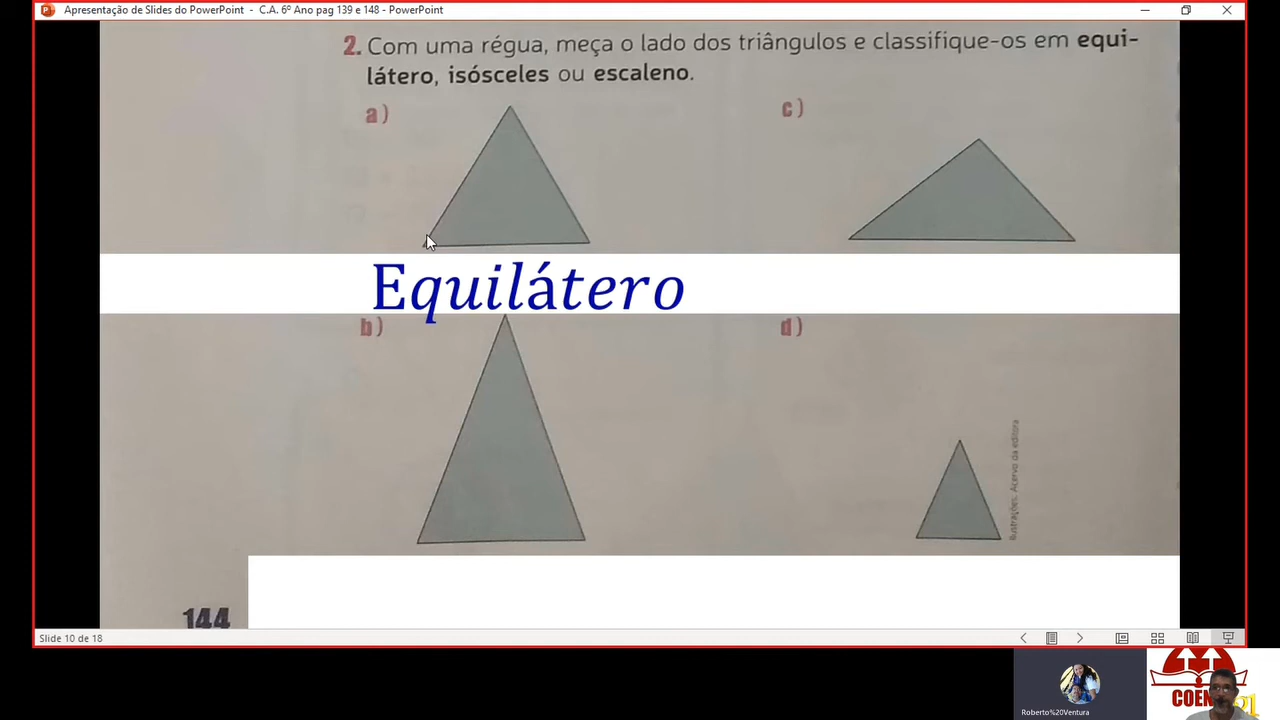 Apresentação de Slides do PowerPoint - C.A. 6º Ano pag 139 e 148 - PowerPoint
2. Com uma régua, meça o lado dos triângulos e classifique-os em equi-
látero, isósceles ou escaleno.
a)
c)
Equilátero
b)
d)
Ilustrações: Acervo da editora
144
Slide 10 de 18
Roberto%20Ventura